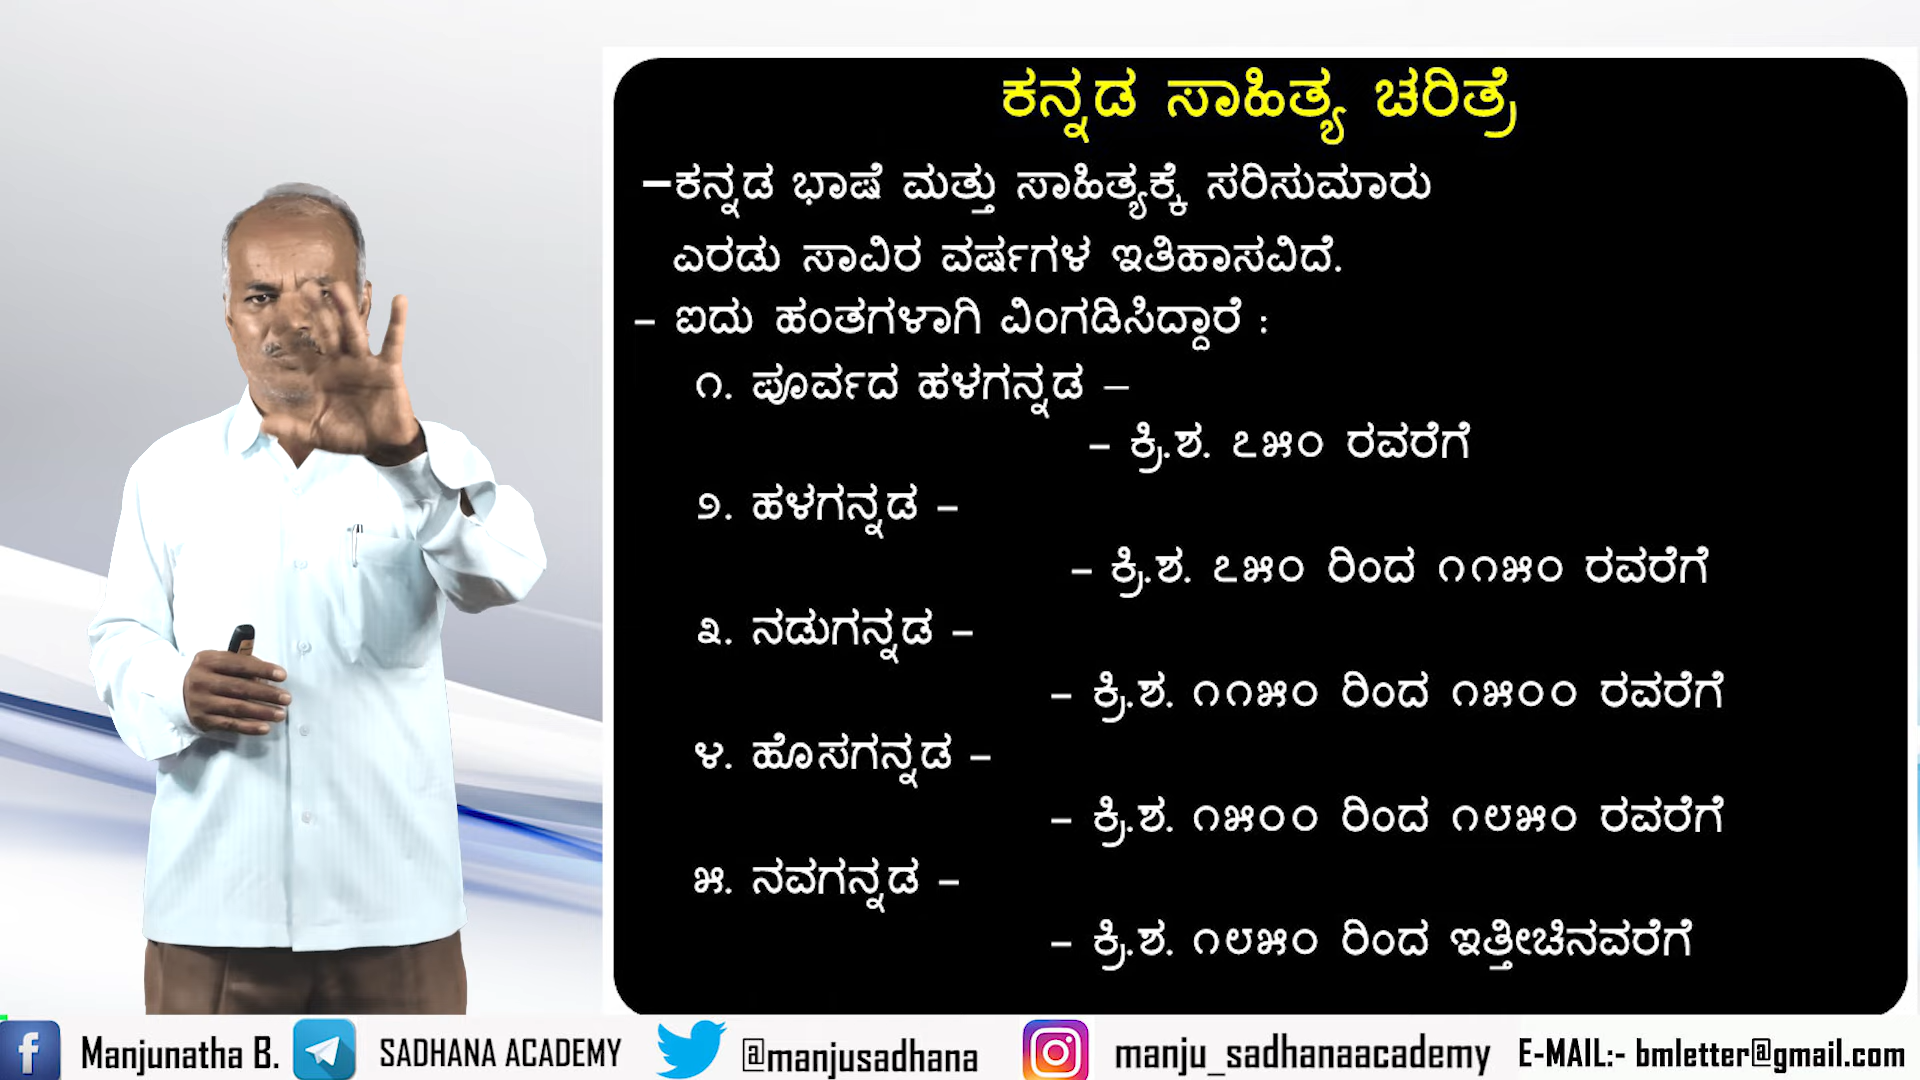 ಕನ್ನಡ ಸಾಹಿತ್ಯ ಚರಿತ್ರೆ
–ಕನ್ನಡ ಭಾಷೆ ಮತ್ತು ಸಾಹಿತ್ಯಕ್ಕೆ ಸರಿಸುಮಾರು
ಎರಡು ಸಾವಿರ ವರ್ಷಗಳ ಇತಿಹಾಸವಿದೆ.
– ಐದು ಹಂತಗಳಾಗಿ ವಿಂಗಡಿಸಿದ್ದಾರೆ :
೧. ಪೂರ್ವದ ಹಳಗನ್ನಡ –
– ಕ್ರಿ.ಶ. ೭೫೦ ರವರೆಗೆ
೨. ಹಳಗನ್ನಡ –
– ಕ್ರಿ.ಶ. ೭೫೦ ರಿಂದ ೧೧೫೦ ರವರೆಗೆ
೩. ನಡುಗನ್ನಡ –
– ಕ್ರಿ.ಶ. ೧೧೫೦ ರಿಂದ ೧೫೦೦ ರವರೆಗೆ
೪. ಹೊಸಗನ್ನಡ –
– ಕ್ರಿ.ಶ. ೧೫೦೦ ರಿಂದ ೧೮೫೦ ರವರೆಗೆ
೫. ನವಗನ್ನಡ –
– ಕ್ರಿ.ಶ. ೧೮೫೦ ರಿಂದ ಇತ್ತೀಚಿನವರೆಗೆ
Manjunatha B. SADHANA ACADEMY @manjusadhana manju_sadhanaacademy E-MAIL:- bmletter@gmail.com